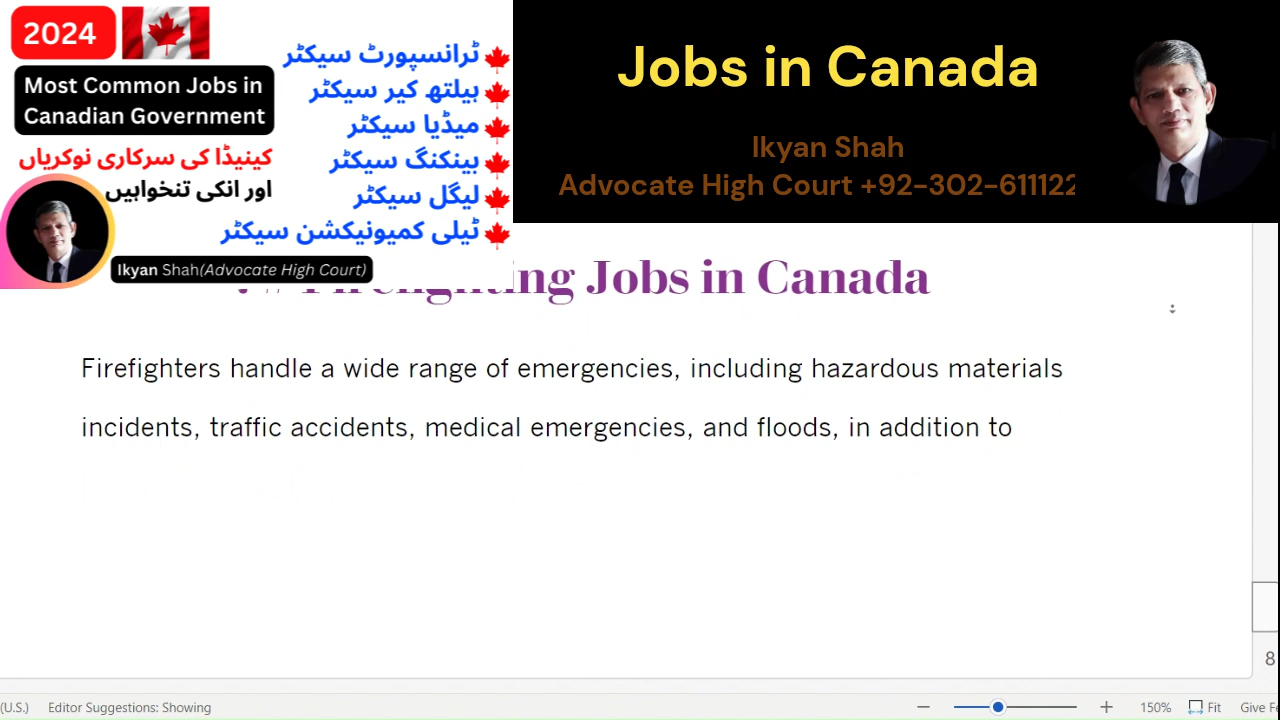 2024
Most Common Jobs in
Canadian Government
کینیڈا کی سرکاری نوکریاں
اور انکی تنخواہیں
ٹرانسپورٹ سیکٹر
ہیلتھ کیر سیکٹر
میڈیا سیکٹر
بینکنگ سیکٹر
لیگل سیکٹر
ٹیلی کمیونیکشن سیکٹر
Ikyan Shah(Advocate High Court)
Jobs in Canada
Ikyan Shah
Advocate High Court +92-302-611122
Firefighting Jobs in Canada
Firefighters handle a wide range of emergencies, including hazardous materials
incidents, traffic accidents, medical emergencies, and floods, in addition to
8
(U.S.) Editor Suggestions: Showing
150% Fit Give